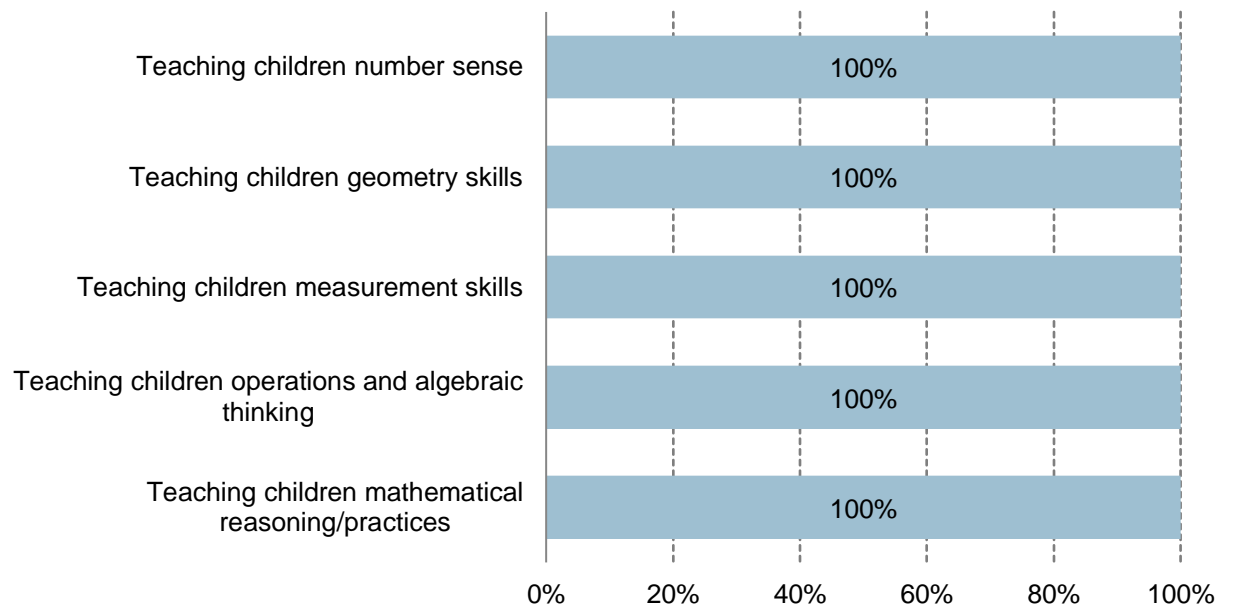 Teaching children number sense
100%
Teaching children geometry skills
100%
Teaching children measurement skills
100%
Teaching children operations and algebraic
thinking
100%
Teaching children mathematical
reasoning/practices
100%
0% 20% 40% 60% 80% 100%